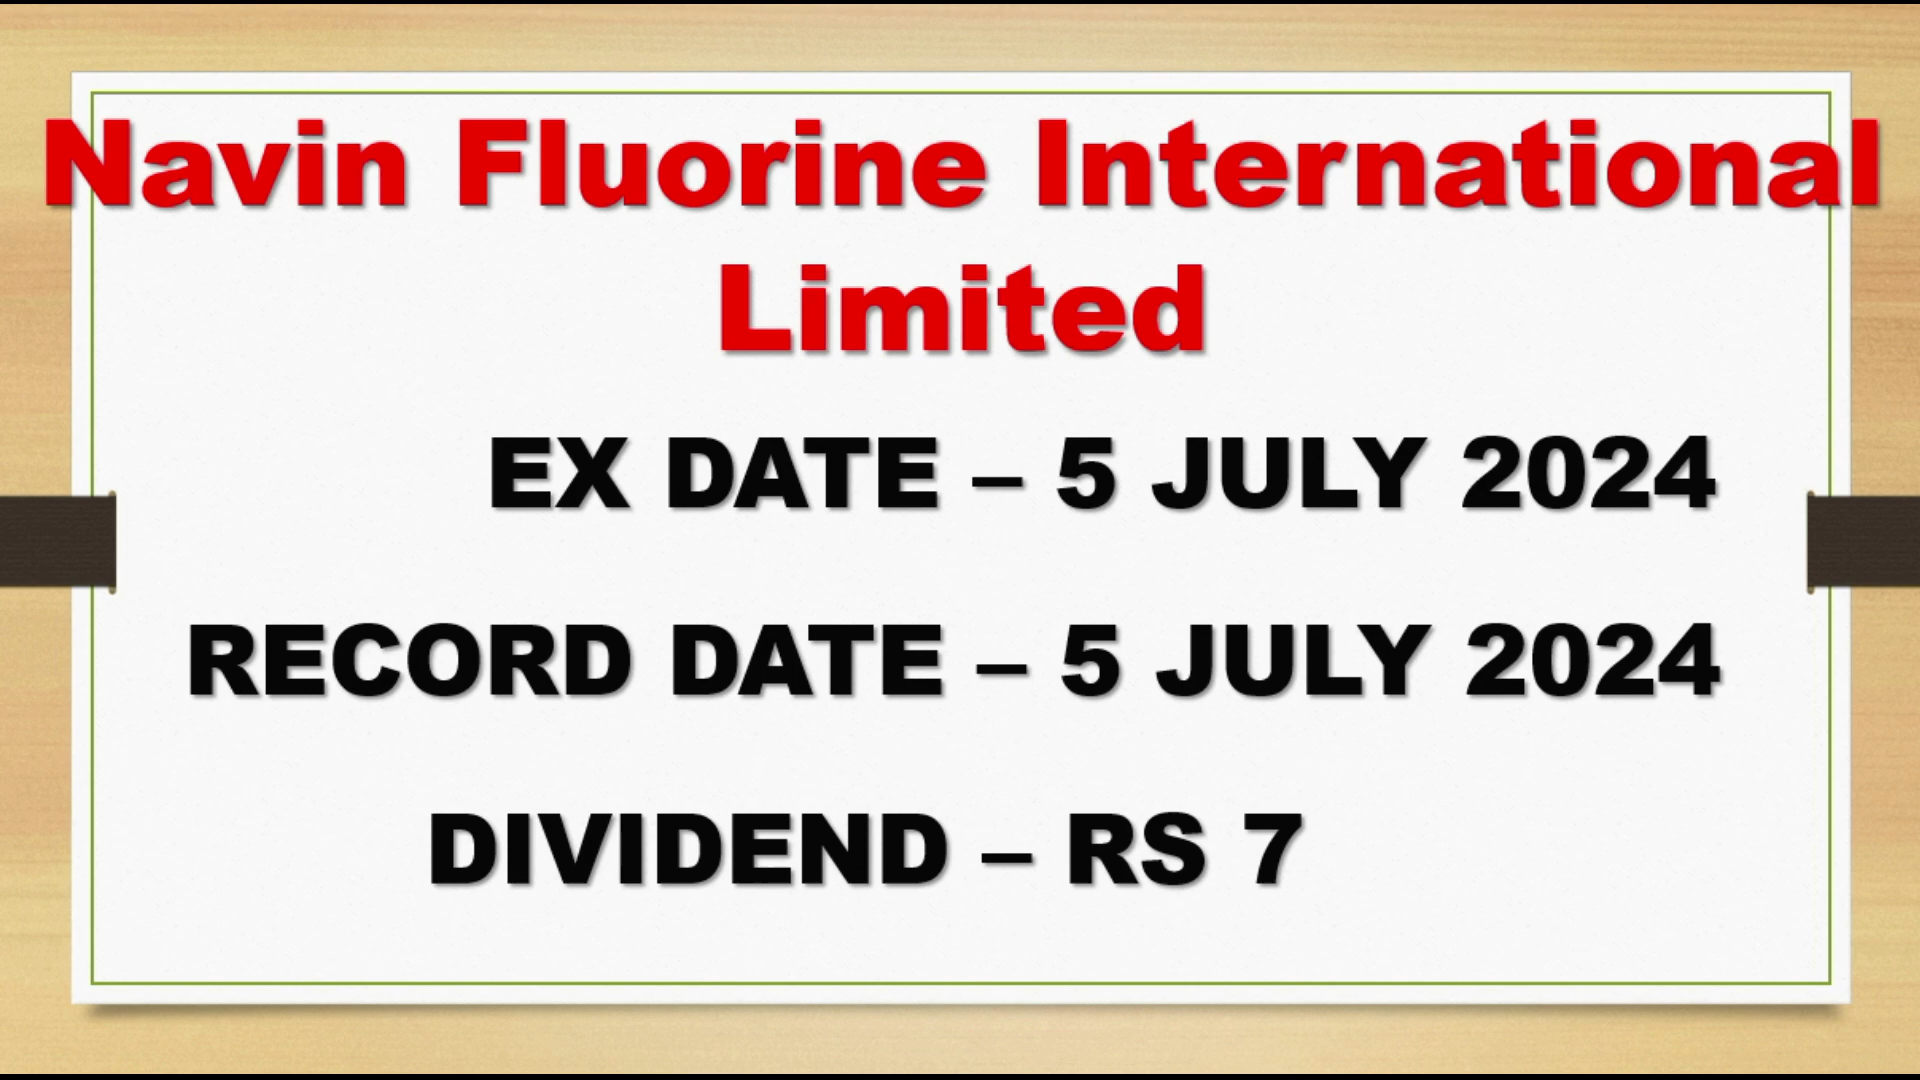 Navin Fluorine International
Limited
EX DATE – 5 JULY 2024
RECORD DATE – 5 JULY 2024
DIVIDEND – RS 7